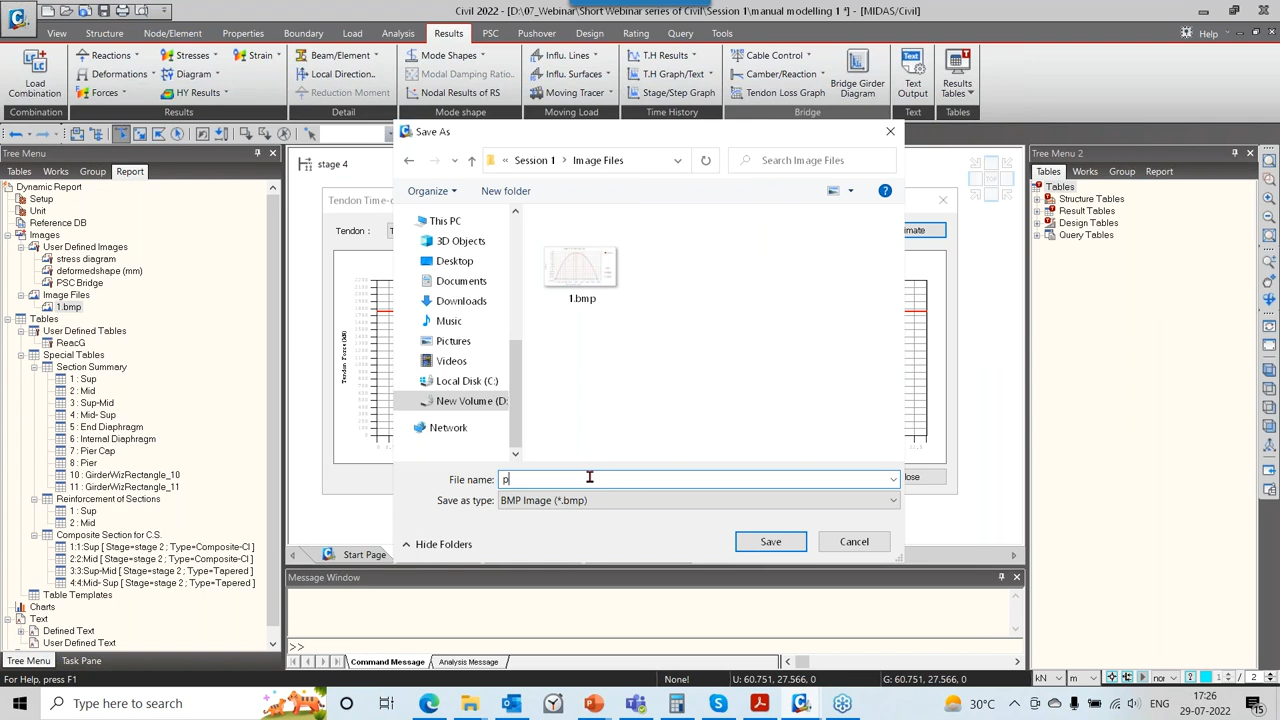 Civil 2022 - [D:\07_Webinar\Short Webinar series of Civil\Session 1\manual modelling 1 *] - [MIDAS/Civil]
View Structure Node/Element Properties Boundary Load Analysis Results PSC Pushover Design Rating Query Tools Help
Load Combination
Reactions
Deformations
Forces
Stresses
Diagram
HY Results
Strain
Beam/Element
Local Direction..
Reduction Moment
Mode Shapes
Modal Damping Ratio..
Nodal Results of RS
Influ. Lines
Influ. Surfaces
Moving Tracer
T.H Results
T.H Graph/Text
Stage/Step Graph
Cable Control
Camber/Reaction
Tendon Loss Graph
Bridge Girder Diagram
Text Output
Results Tables
Combination Results Detail Mode shape Moving Load Time History Bridge Text Tables
Tree Menu
Tables Works Group Report
Dynamic Report
Setup
Unit
Reference DB
Images
User Defined Images
stress diagram
deformedshape (mm)
PSC Bridge
Image Files
1.bmp
Tables
User Defined Tables
ReacG
Special Tables
Section Summary
1 : Sup
2 : Mid
3 : Sup-Mid
4 : Mid- Sup
5 : End Diaphragm
6 : Internal Diaphragm
7 : Pier Cap
8 : Pier
10 : GirderWizRectangle_10
11 : GirderWizRectangle_11
Reinforcement of Sections
1 : Sup
2 : Mid
Composite Section for C.S.
1:1:Sup [ Stage=stage 2 ; Type=Composite-CI ]
2:2:Mid [ Stage=stage 2 ; Type=Composite-CI ]
3:3:Sup-Mid [ Stage=stage 2 ; Type=Tapered ]
4:4:Mid- Sup [ Stage=stage 2 ; Type=Tapered ]
Table Templates
Charts
Text
Defined Text
User Defined Text
Tree Menu Task Pane
stage 4
Tendon Time-d
Tendon :
Tendon Force(kN)
imate
lose
TOP
Save As
« Session 1 Image Files
Search Image Files
Organize New folder
This PC
3D Objects
Desktop
Documents
Downloads
Music
Pictures
Videos
Local Disk (C:)
New Volume (D:
Network
1.bmp
File name: p
Save as type: BMP Image (*.bmp)
Hide Folders
Save Cancel
Start Page
Message Window
>>
Command Message Analysis Message
Tree Menu 2
Tables Works Group Report
Tables
Structure Tables
Result Tables
Design Tables
Query Tables
For Help, press F1
None! U: 60.751, 27.566, 0 G: 60.751, 27.566, 0 kN m nor 1 / 2
Type here to search
30°C ENG 17:26
29-07-2022
15